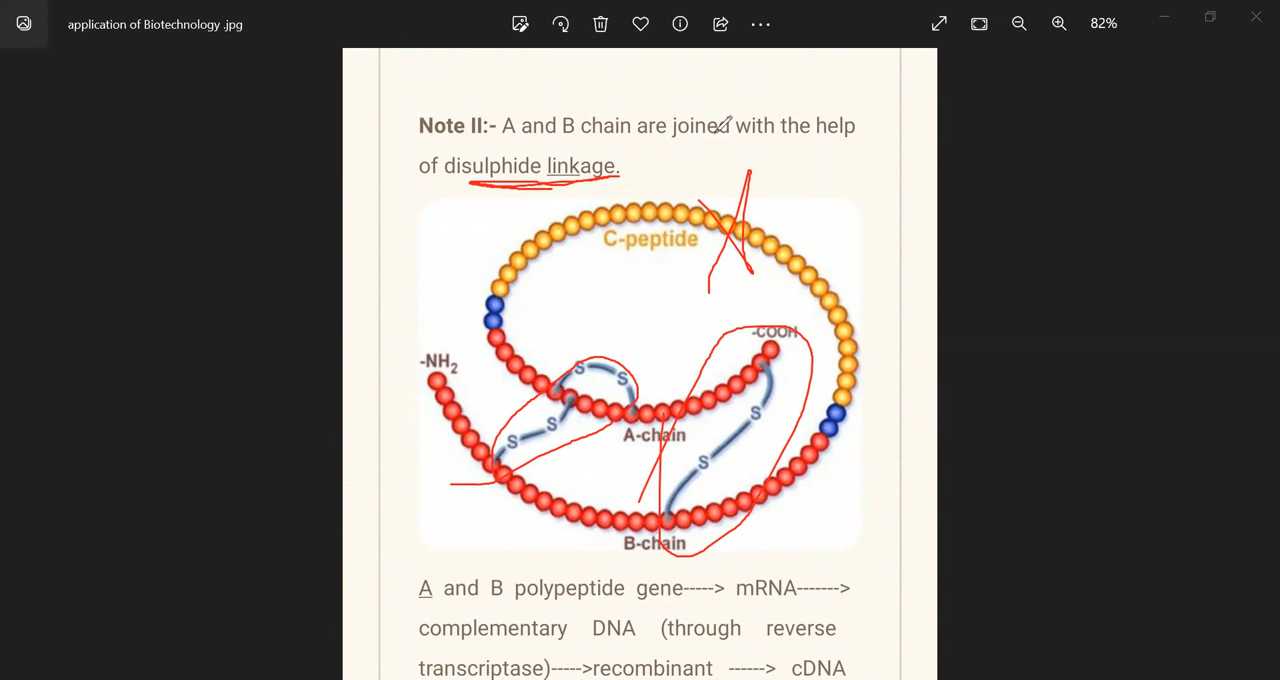 application of Biotechnology .jpg
82%
Note II:- A and B chain are joined with the help
of disulphide linkage.
C-peptide
-COOH
-NH2
S S
S S
S
S
A-chain
B-chain
A and B polypeptide gene-----> mRNA------->
complementary DNA (through reverse
transcriptase)----->recombinant ------> cDNA